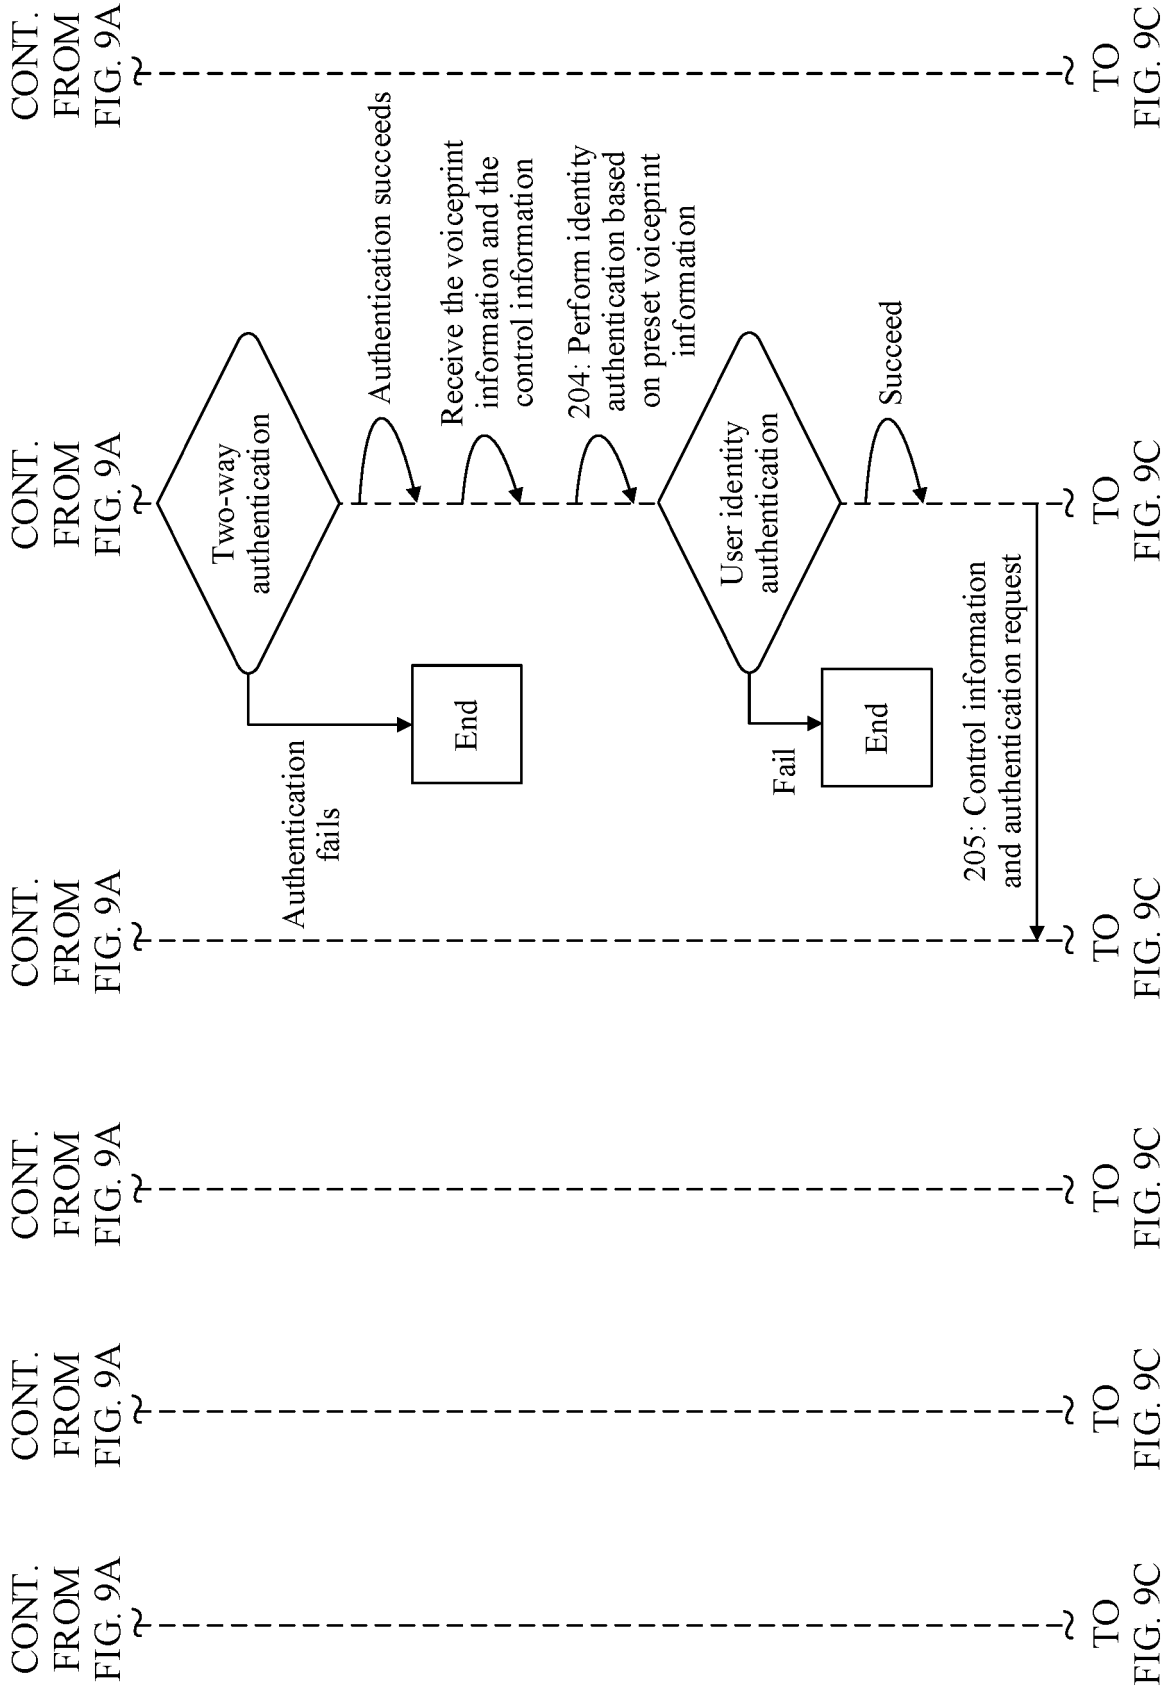 CONT.
FROM
FIG. 9A
CONT.
FROM
FIG. 9A
CONT.
FROM
FIG. 9A
CONT.
FROM
FIG. 9A
CONT.
FROM
FIG. 9A
CONT.
FROM
FIG. 9A
Two-way
authentication
Authentication
fails
End
Authentication succeeds
Receive the voiceprint
information and the
control information
204: Perform identity
authentication based
on preset voiceprint
information
User identity
authentication
Fail
End
Succeed
205: Control information
and authentication request
TO
FIG. 9C
TO
FIG. 9C
TO
FIG. 9C
TO
FIG. 9C
TO
FIG. 9C
TO
FIG. 9C